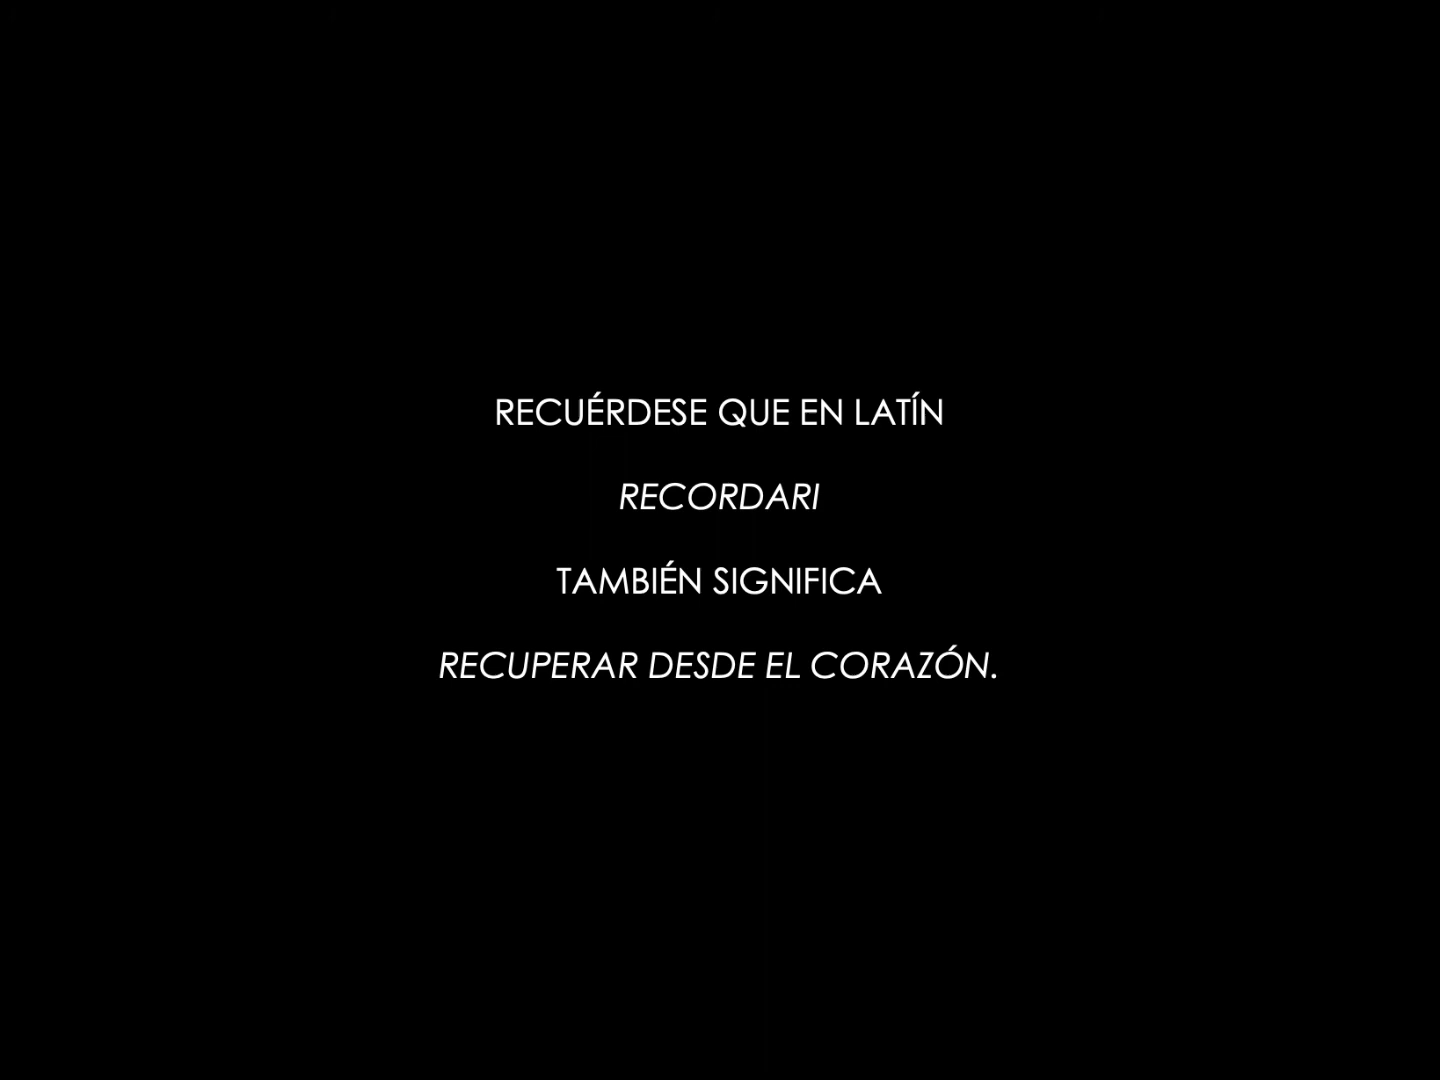 RECUÉRDESE QUE EN LATÍN
RECORDARI
TAMBIÉN SIGNIFICA
RECUPERAR DESDE EL CORAZÓN.